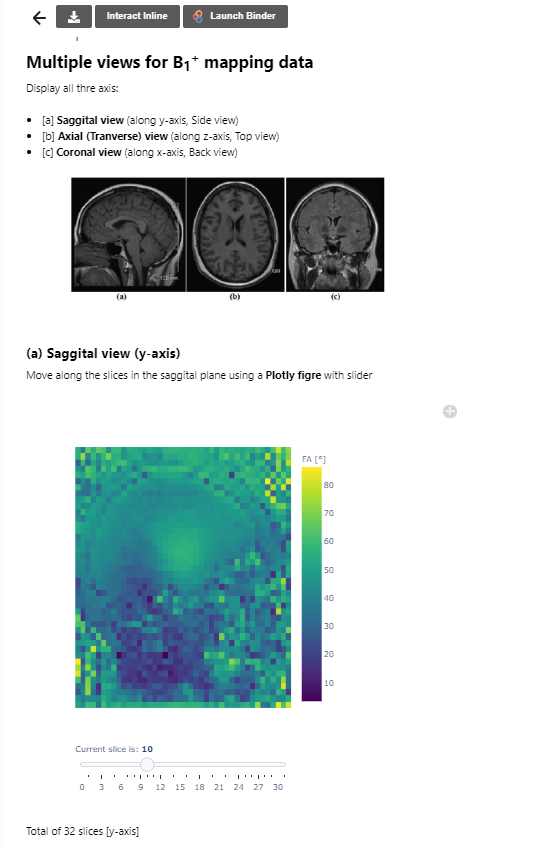 Interact Inline
Launch Binder
Multiple views for B₁⁺ mapping data
Display all thre axis:
• [a] Saggital view (along y-axis, Side view)
• [b] Axial (Tranverse) view (along z-axis, Top view)
• [c] Coronal view (along x-axis, Back view)
(a) (b) (c)
(a) Saggital view (y-axis)
Move along the slices in the saggital plane using a Plotly figre with slider
FA [°]
80
70
60
50
40
30
20
10
Current slice is: 10
0 3 6 9 12 15 18 21 24 27 30
Total of 32 slices [y-axis]